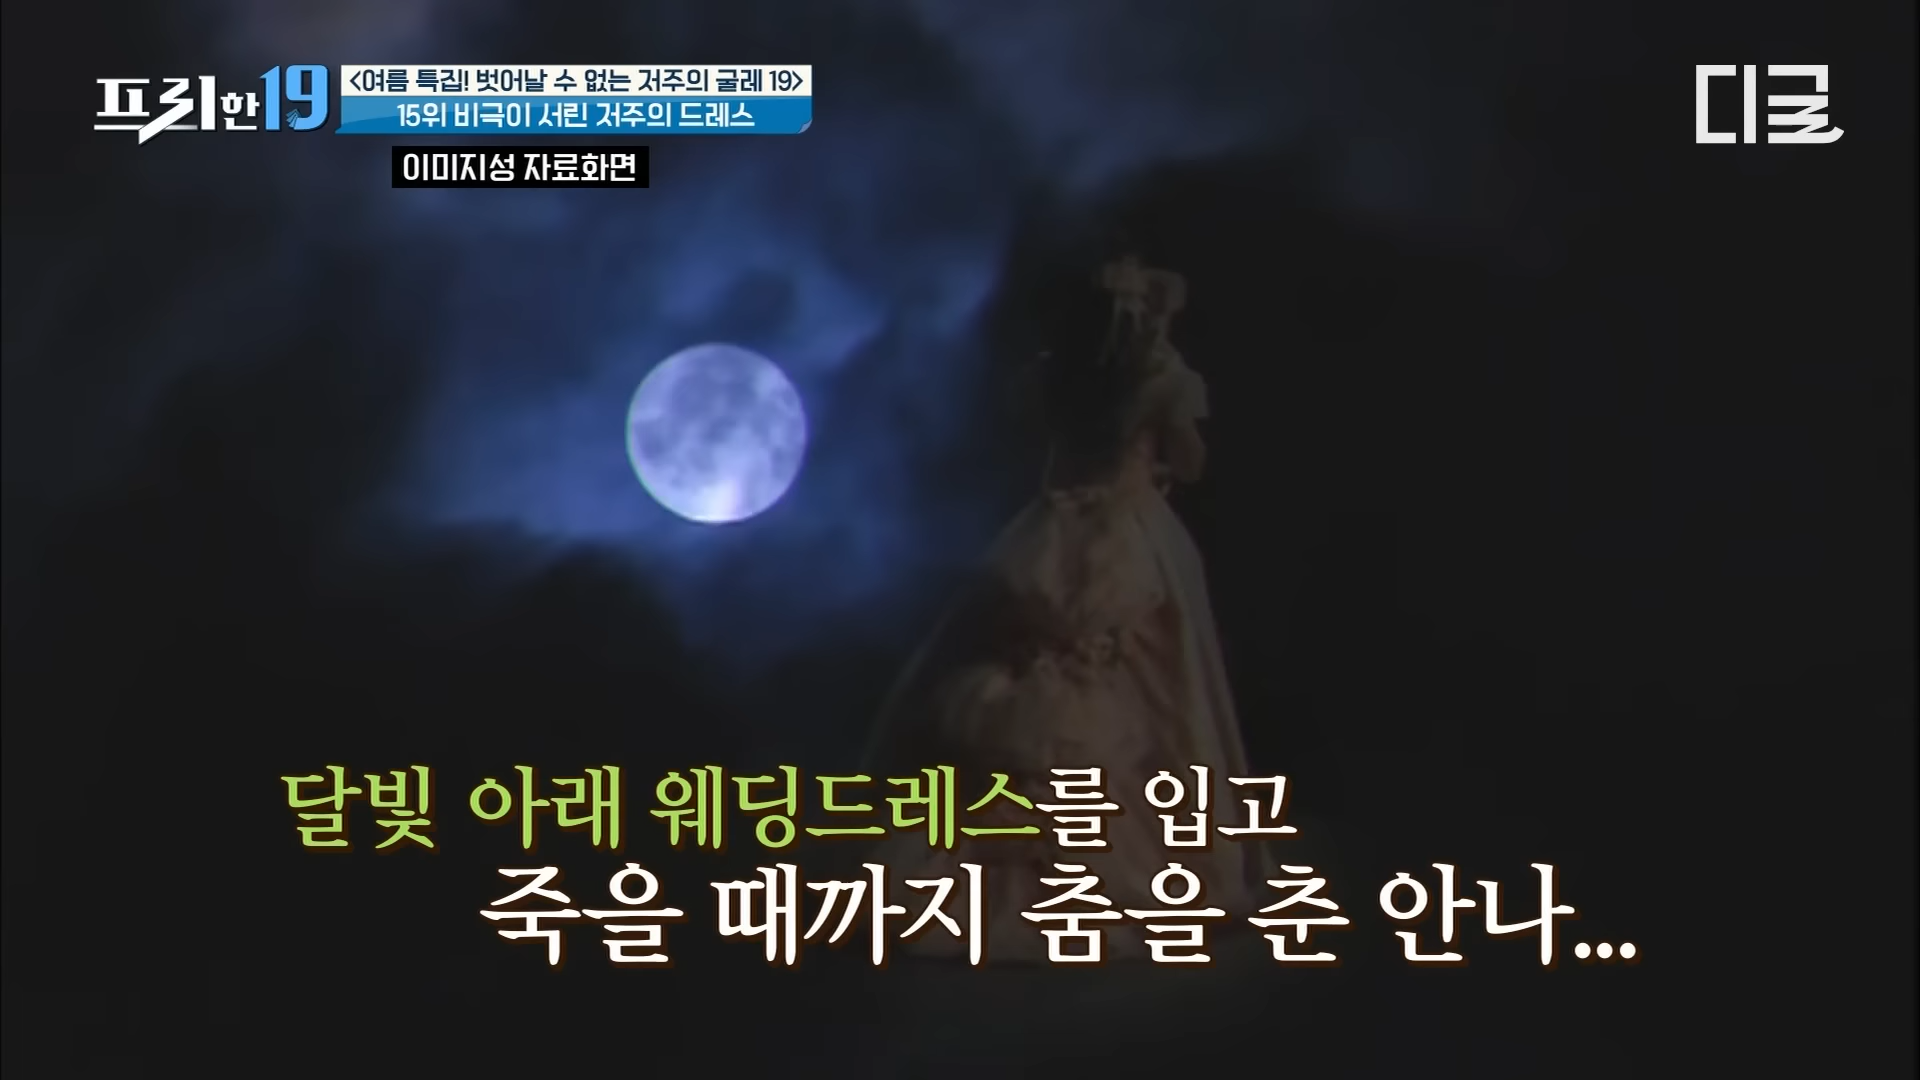 프리한19
<여름 특집! 벗어날 수 없는 저주의 굴레 19>
15위 비극이 서린 저주의 드레스
이미지성 자료화면
디글
달빛 아래 웨딩드레스를 입고
죽을 때까지 춤을 춘 안나...